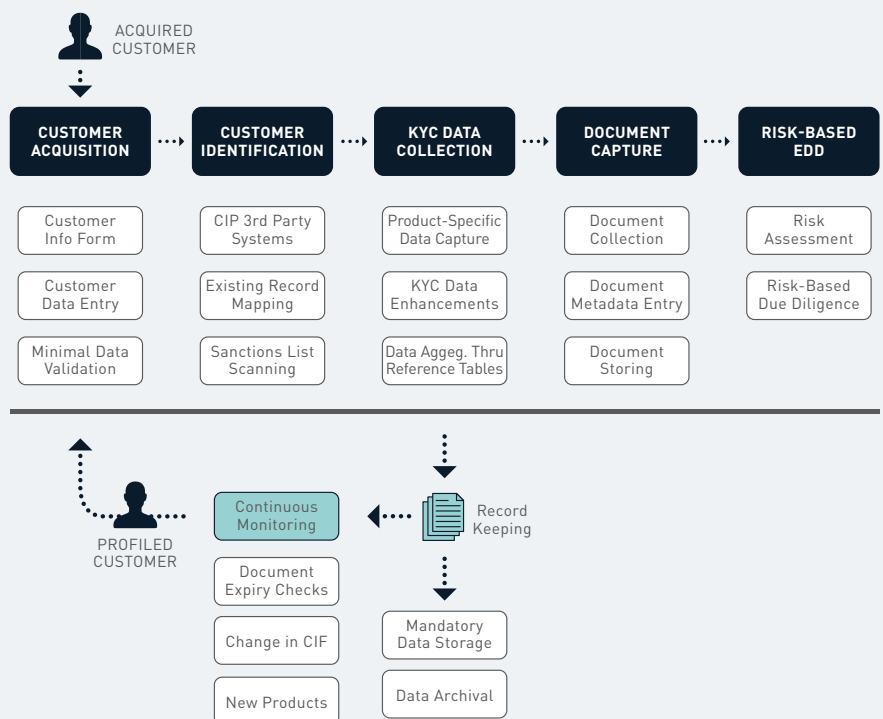 ACQUIRED
CUSTOMER
CUSTOMER
ACQUISITION
CUSTOMER
IDENTIFICATION
KYC DATA
COLLECTION
DOCUMENT
CAPTURE
RISK-BASED
EDD
Customer
Info Form
CIP 3rd Party
Systems
Product-Specific
Data Capture
Document
Collection
Risk
Assessment
Customer
Data Entry
Existing Record
Mapping
KYC Data
Enhancements
Document
Metadata Entry
Risk-Based
Due Diligence
Minimal Data
Validation
Sanctions List
Scanning
Data Aggeg. Thru
Reference Tables
Document
Storing
PROFILED
CUSTOMER
Continuous
Monitoring
Record
Keeping
Document
Expiry Checks
Change in CIF
New Products
Mandatory
Data Storage
Data Archival